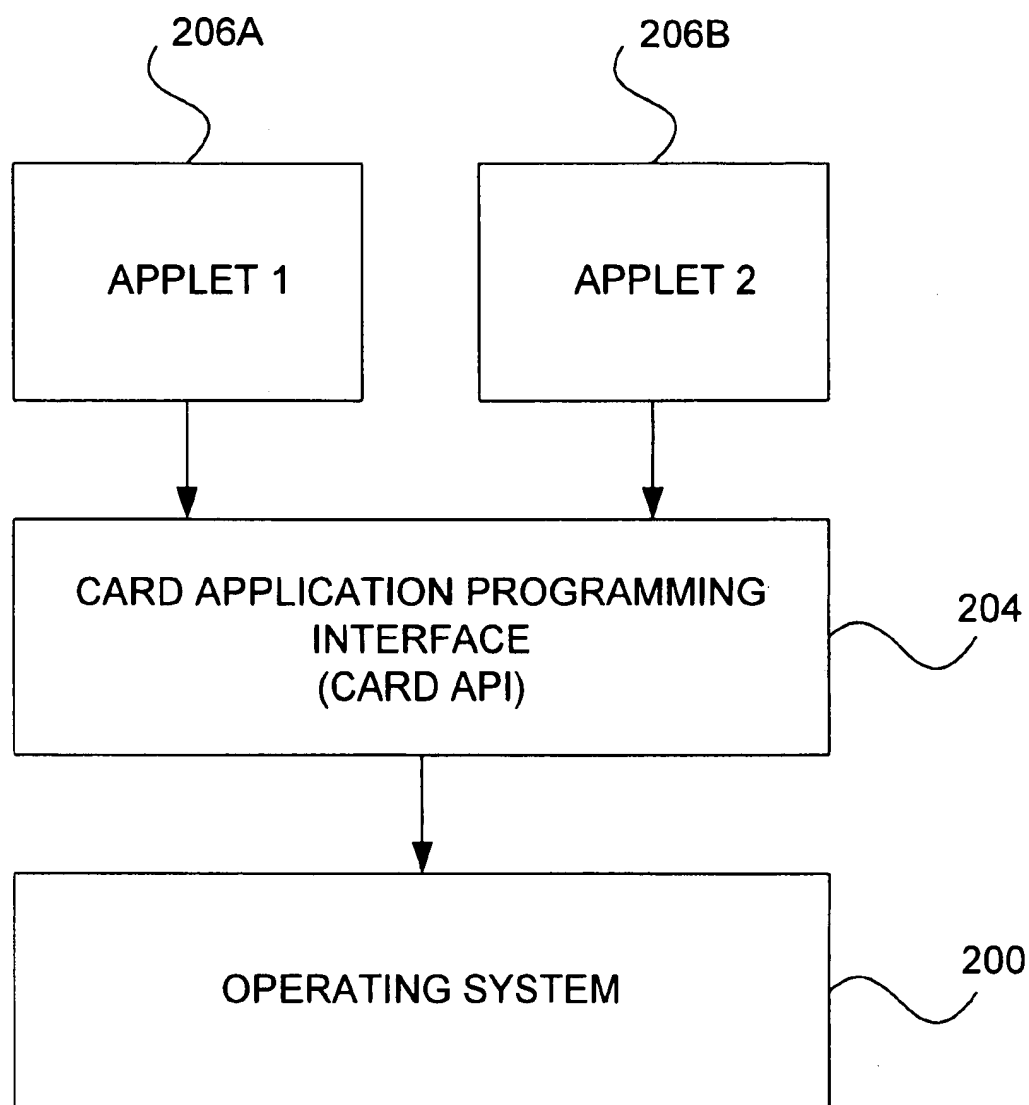 206A
206B
APPLET 1
APPLET 2
CARD APPLICATION PROGRAMMING
INTERFACE
(CARD API)
204
OPERATING SYSTEM
200